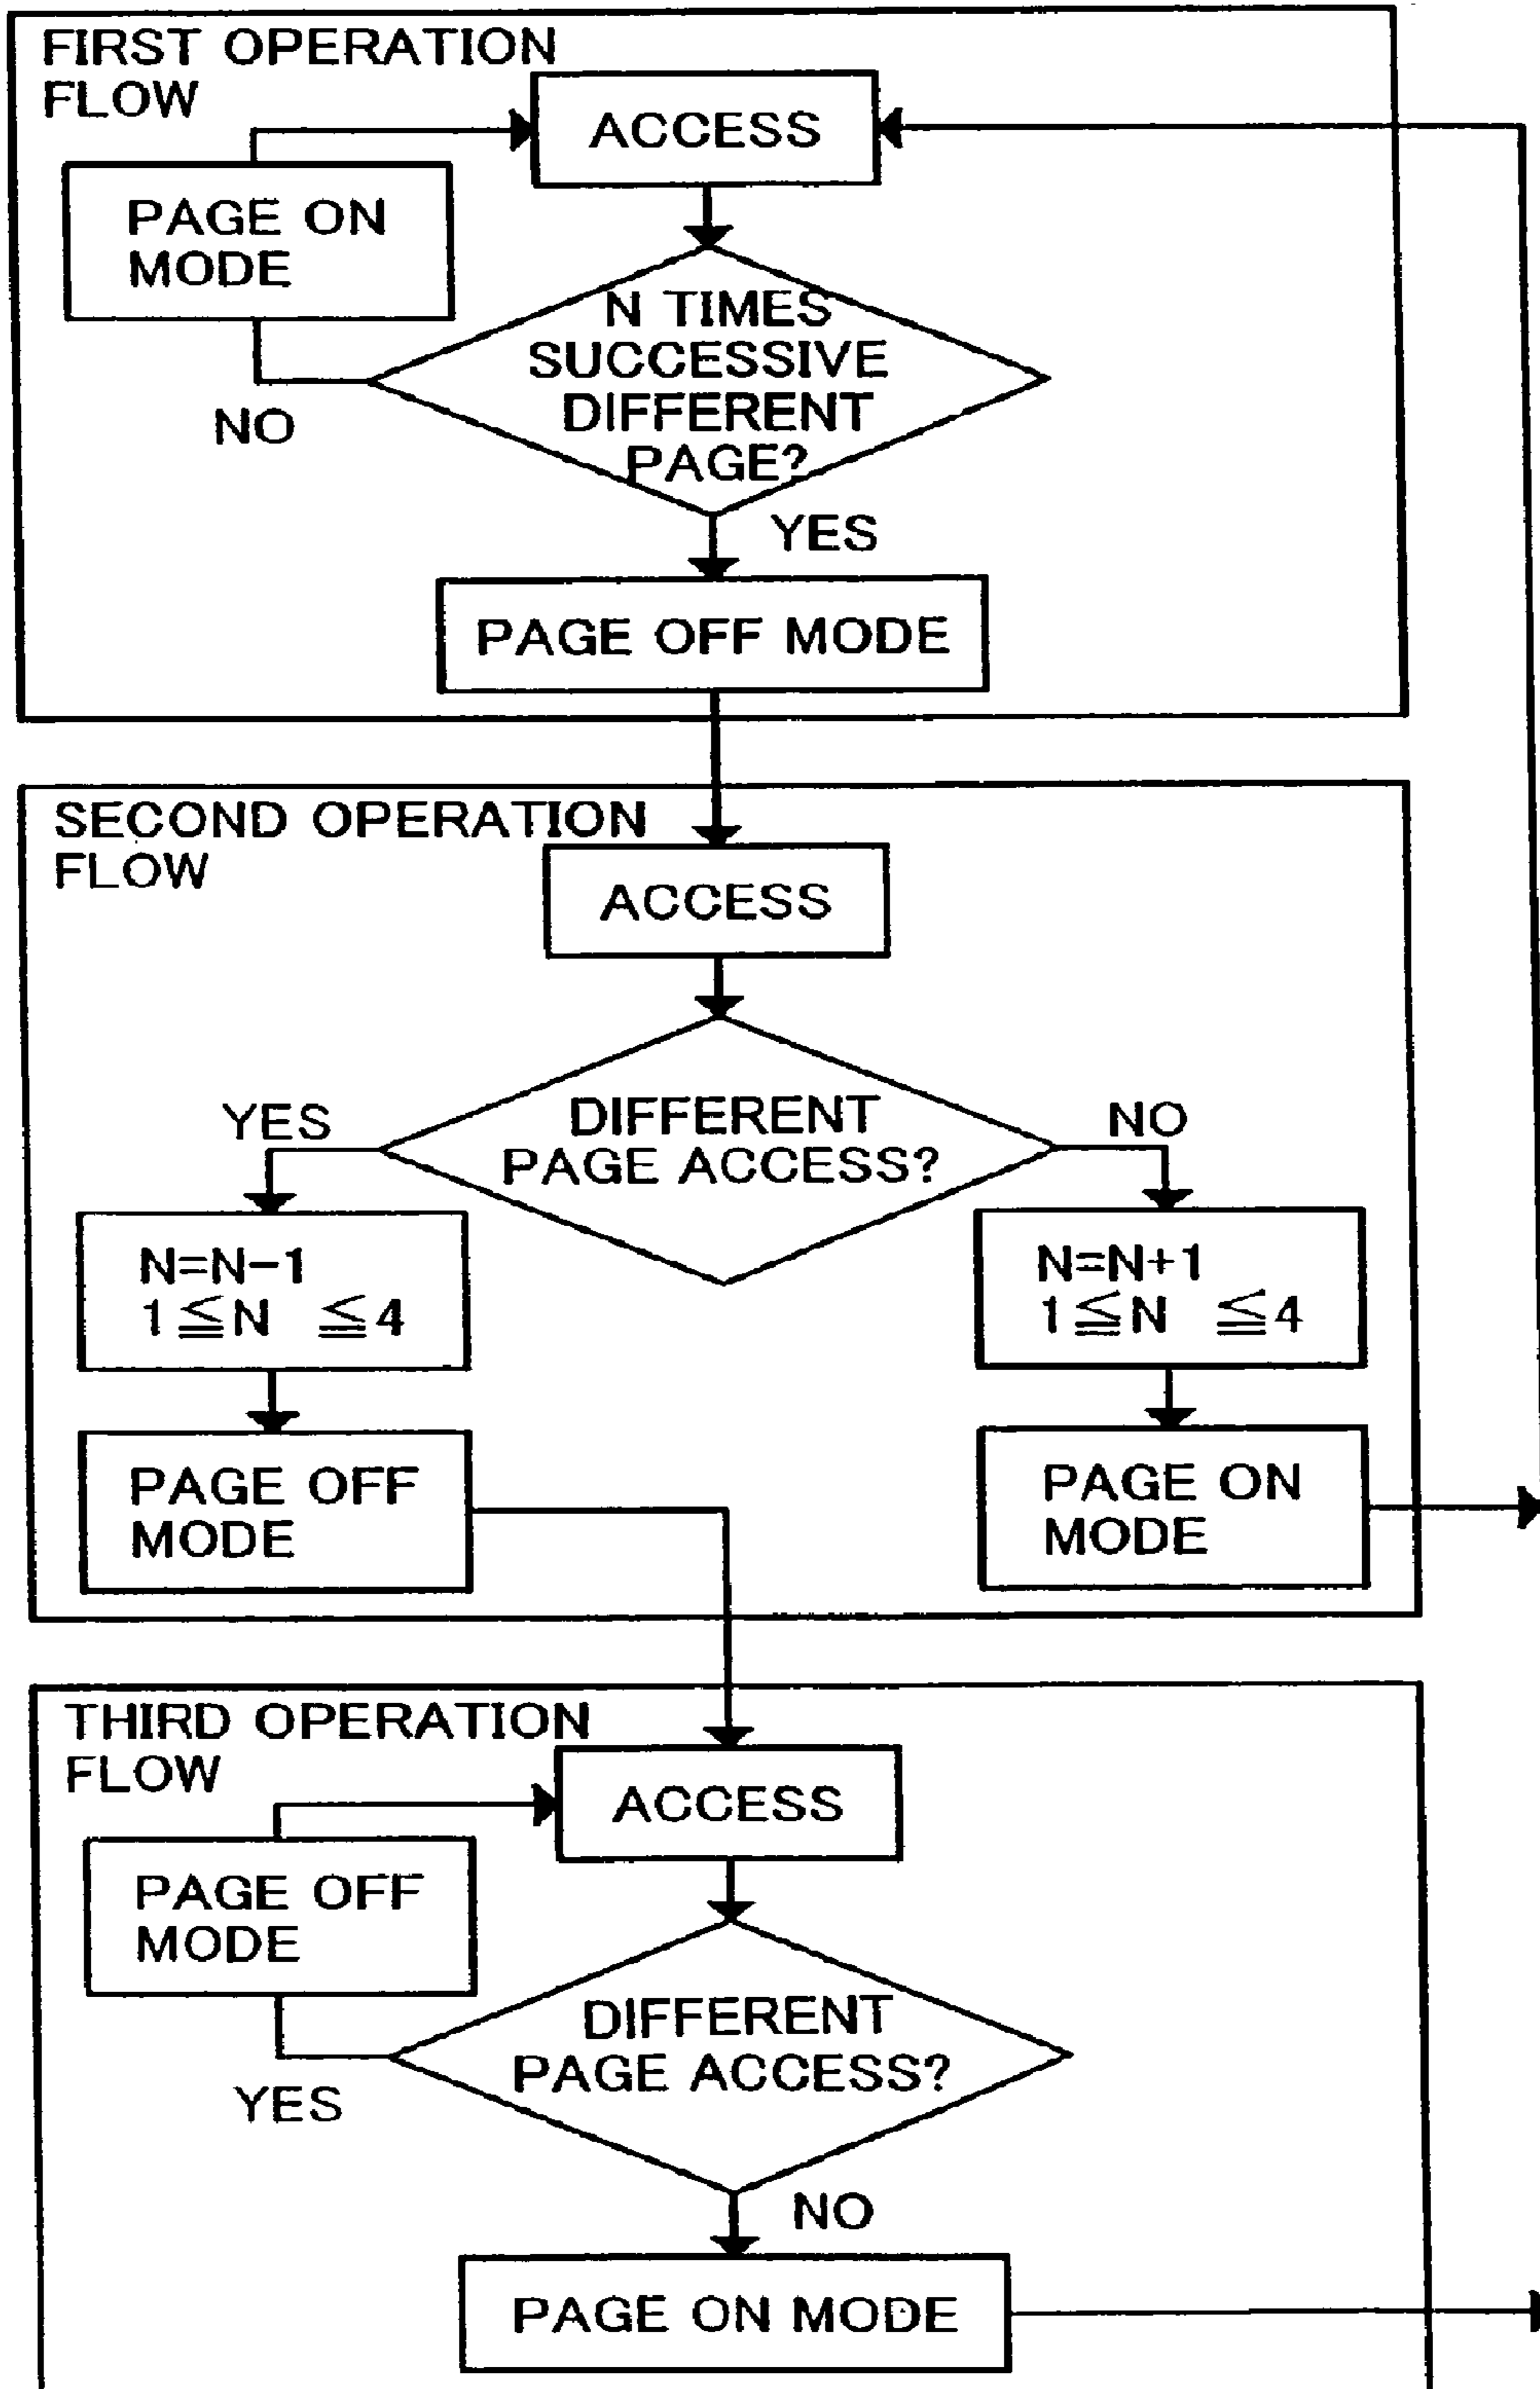 FIRST OPERATION
FLOW
ACCESS
PAGE ON
MODE
N TIMES
SUCCESSIVE
DIFFERENT
PAGE?
NO
YES
PAGE OFF MODE
SECOND OPERATION
FLOW
ACCESS
DIFFERENT
PAGE ACCESS?
YES
NO
N=N−1
1≦N ≦4
N=N+1
1≦N ≦4
PAGE OFF
MODE
PAGE ON
MODE
THIRD OPERATION
FLOW
ACCESS
PAGE OFF
MODE
DIFFERENT
PAGE ACCESS?
YES
NO
PAGE ON MODE